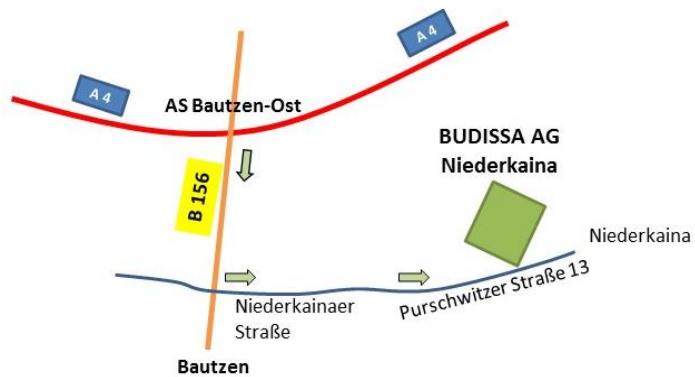 A 4
A 4
AS Bautzen-Ost
BUDISSA AG
Niederkaina
B 156
Niederkaina
Purschwitzer Straße 13
Niederkainaer
Straße
Bautzen